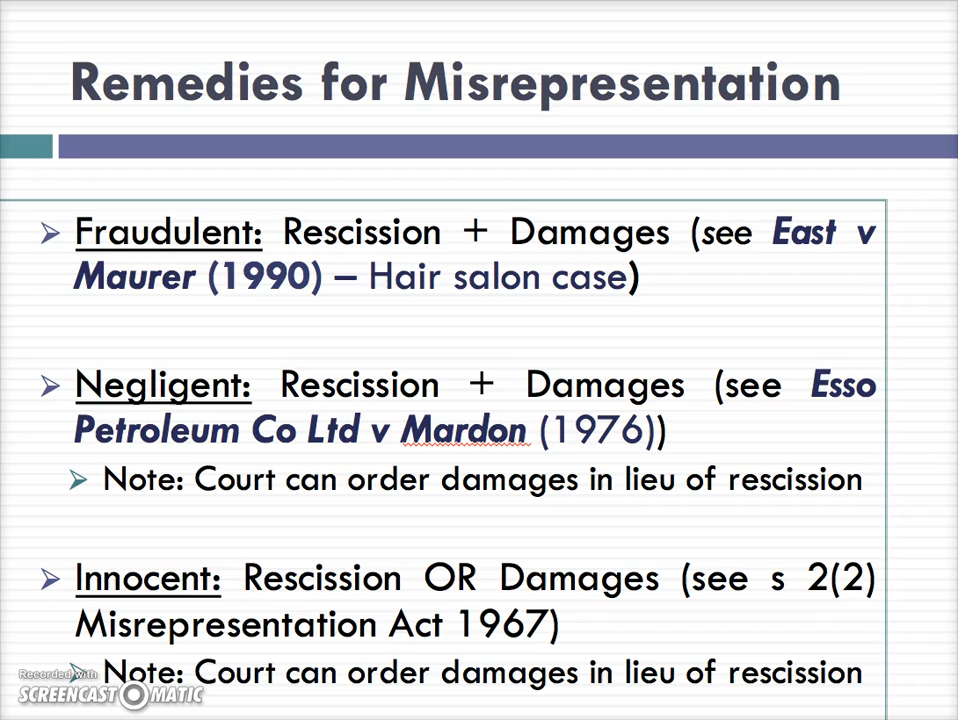 Remedies for Misrepresentation
Fraudulent: Rescission + Damages (see East v
Maurer (1990) – Hair salon case)
Negligent: Rescission + Damages (see Esso
Petroleum Co Ltd v Mardon (1976))
Note: Court can order damages in lieu of rescission
Innocent: Rescission OR Damages (see s 2(2)
Misrepresentation Act 1967)
Note: Court can order damages in lieu of rescission
Recorded with
SCREENCAST-O-MATIC